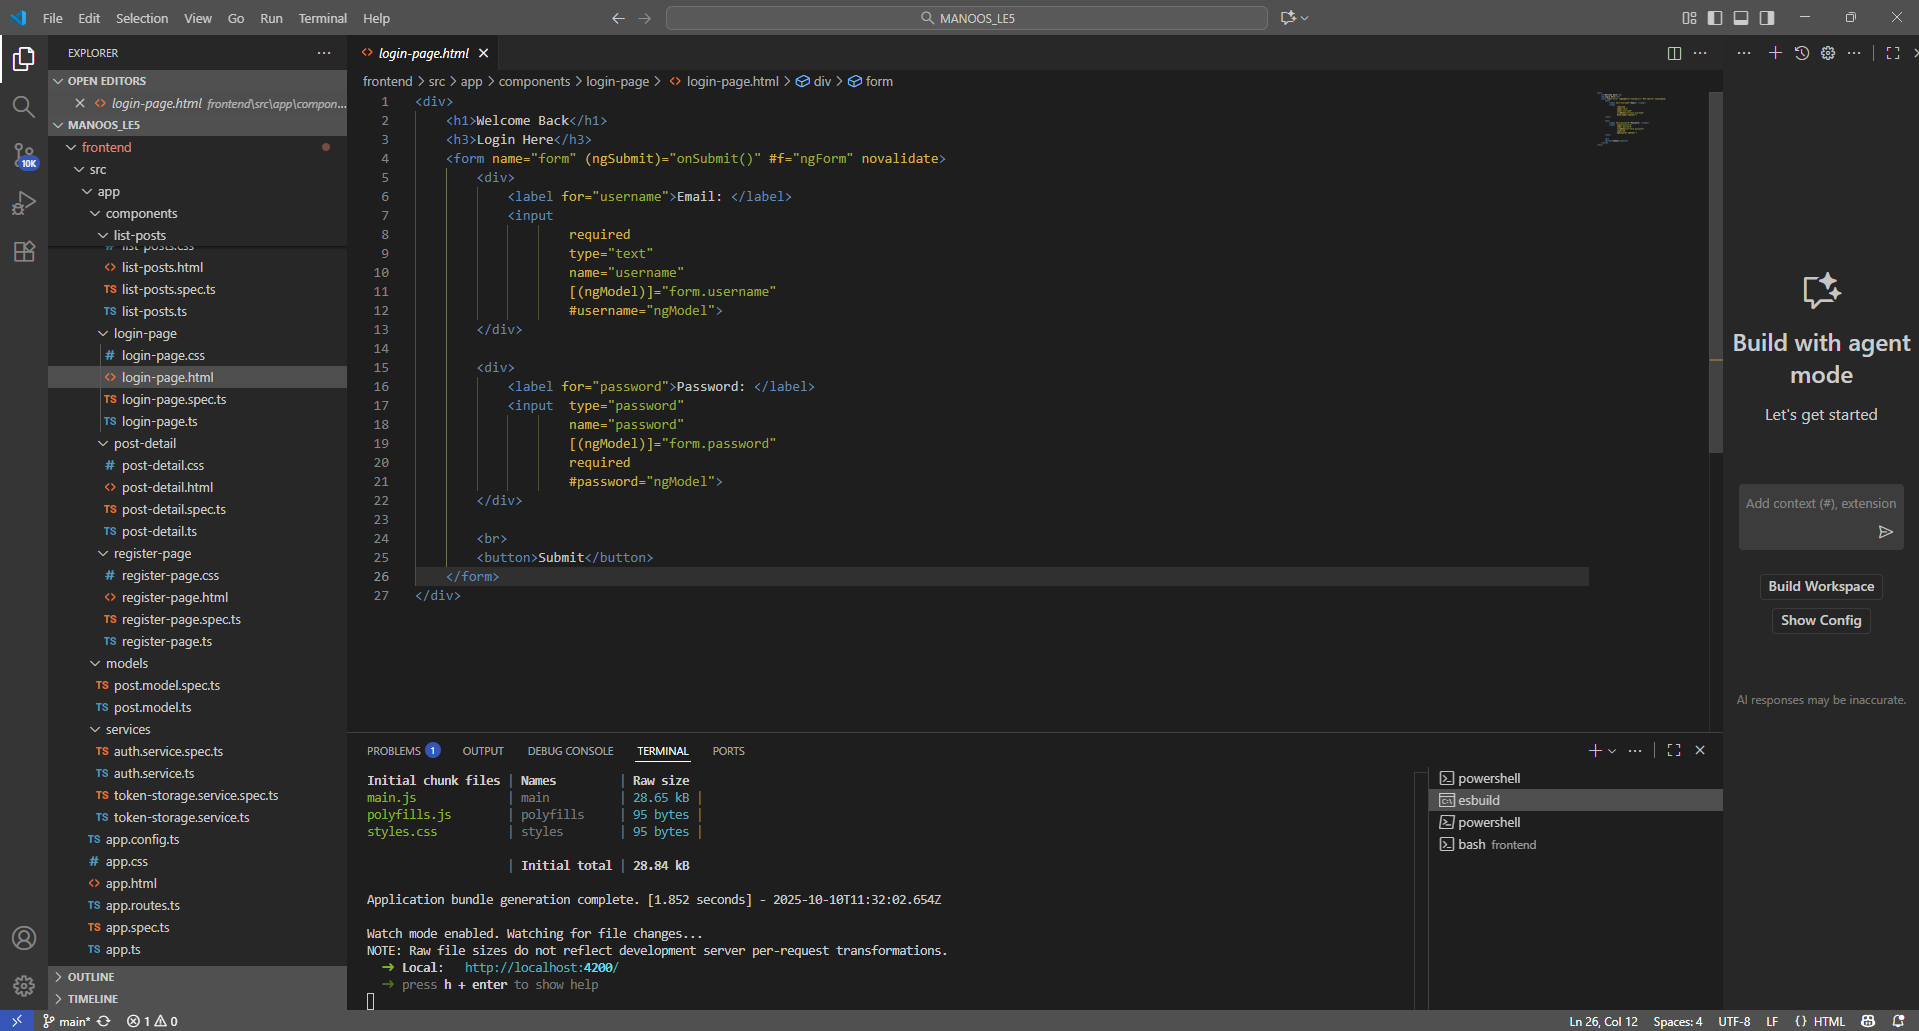 File Edit Selection View Go Run Terminal Help
MANOOS_LE5
EXPLORER
OPEN EDITORS
login-page.html frontend\src\app\compon...
MANOOS_LE5
frontend
src
app
components
list-posts
list-posts.css
list-posts.html
list-posts.spec.ts
list-posts.ts
login-page
login-page.css
login-page.html
login-page.spec.ts
login-page.ts
post-detail
post-detail.css
post-detail.html
post-detail.spec.ts
post-detail.ts
register-page
register-page.css
register-page.html
register-page.spec.ts
register-page.ts
models
post.model.spec.ts
post.model.ts
services
auth.service.spec.ts
auth.service.ts
token-storage.service.spec.ts
token-storage.service.ts
app.config.ts
app.css
app.html
app.routes.ts
app.spec.ts
app.ts
OUTLINE
TIMELINE
10K
login-page.html
frontend > src > app > components > login-page > login-page.html > div > form
1 <div>
2 <h1>Welcome Back</h1>
3 <h3>Login Here</h3>
4 <form name="form" (ngSubmit)="onSubmit()" #f="ngForm" novalidate>
5 <div>
6 <label for="username">Email: </label>
7 <input
8 required
9 type="text"
10 name="username"
11 [(ngModel)]="form.username"
12 #username="ngModel">
13 </div>
14
15 <div>
16 <label for="password">Password: </label>
17 <input type="password"
18 name="password"
19 [(ngModel)]="form.password"
20 required
21 #password="ngModel">
22 </div>
23
24 <br>
25 <button>Submit</button>
26 </form>
27 </div>
PROBLEMS 1 OUTPUT DEBUG CONSOLE TERMINAL PORTS
Initial chunk files | Names | Raw size
main.js | main | 28.65 kB |
polyfills.js | polyfills | 95 bytes |
styles.css | styles | 95 bytes |
| Initial total | 28.84 kB
Application bundle generation complete. [1.852 seconds] - 2025-10-10T11:32:02.654Z
Watch mode enabled. Watching for file changes...
NOTE: Raw file sizes do not reflect development server per-request transformations.
➜ Local: http://localhost:4200/
➜ press h + enter to show help
powershell
esbuild
powershell
bash frontend
Build with agent
mode
Let's get started
Add context (#), extension
Build Workspace
Show Config
AI responses may be inaccurate.
main* 1 0
Ln 26, Col 12 Spaces: 4 UTF-8 LF {} HTML